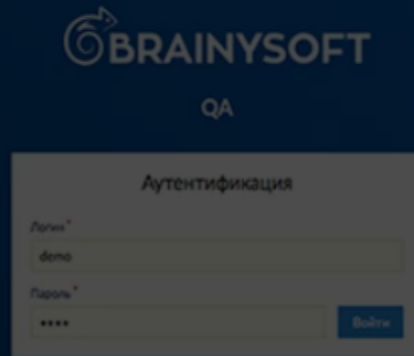 BRAINYSOFT
QA
Аутентификация
Логин *
demo
Пароль *
•••• Войти